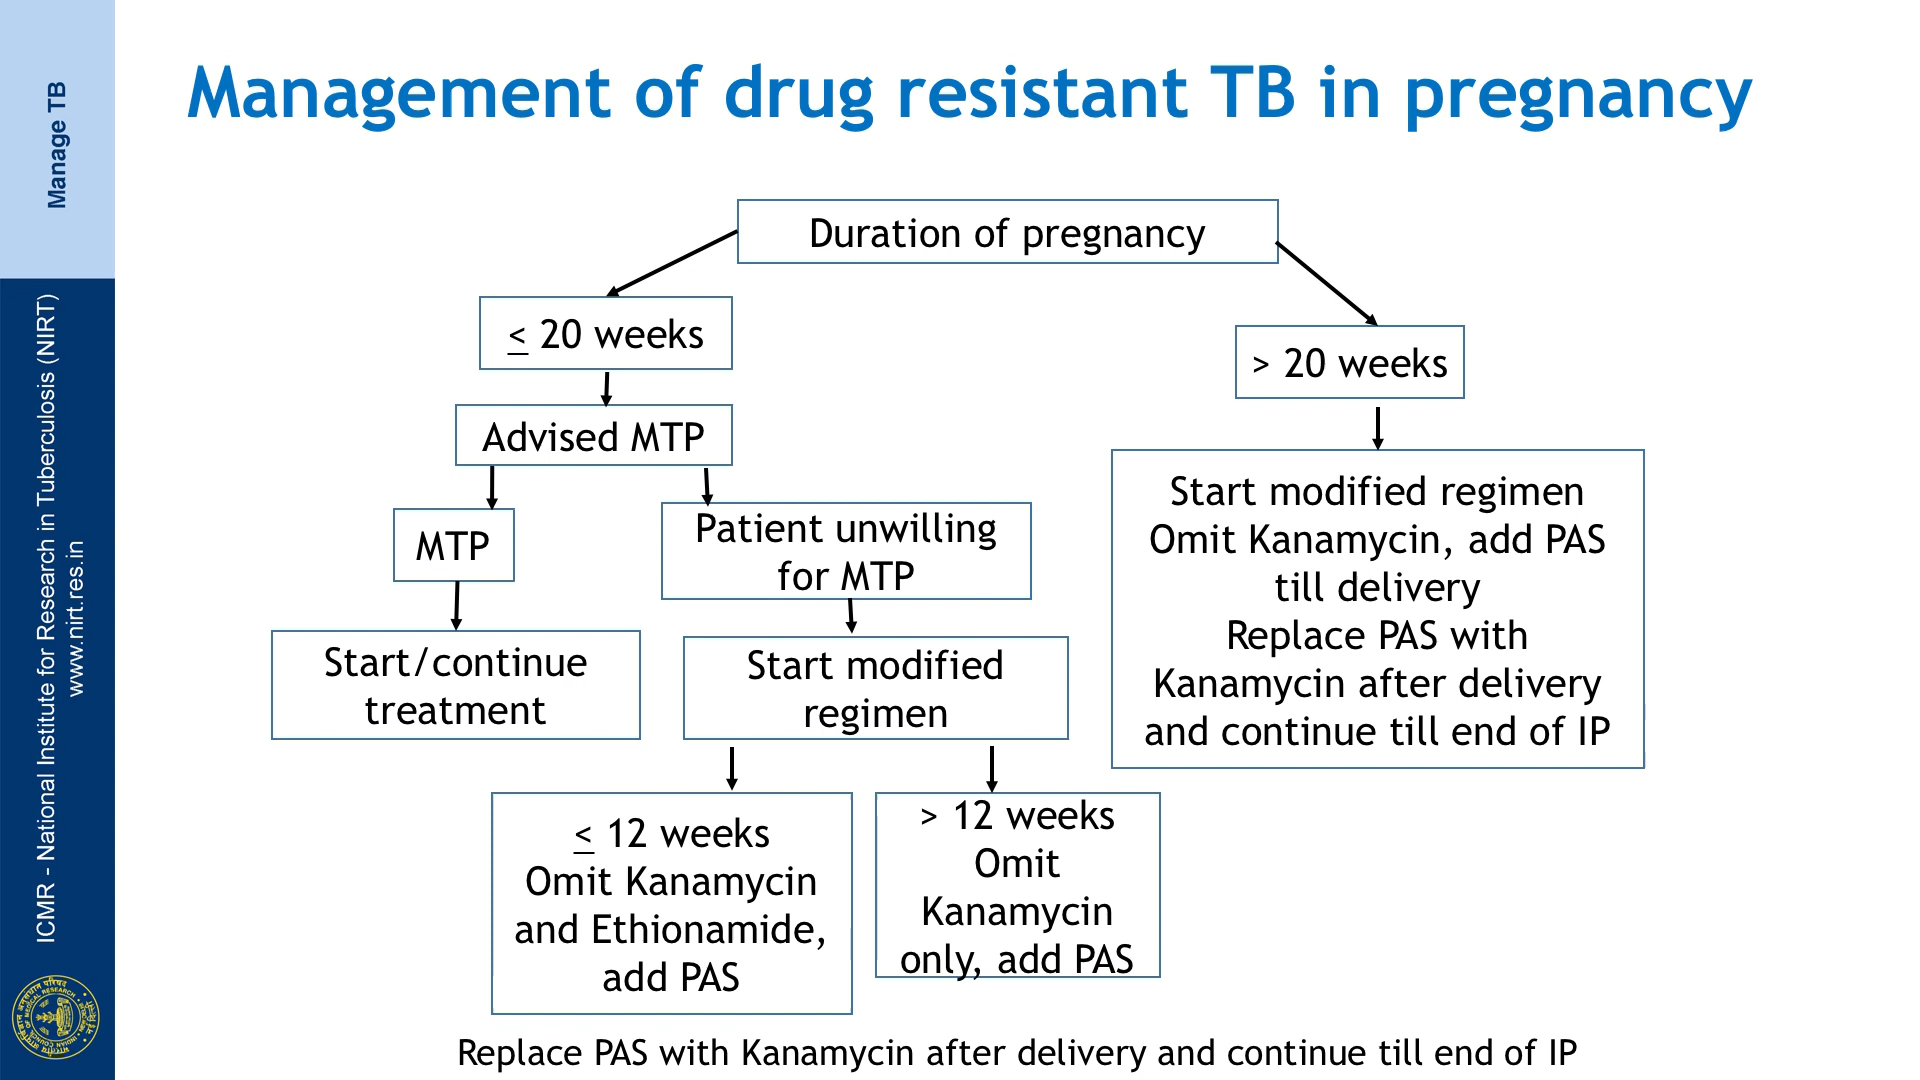 Manage TB
ICMR - National Institute for Research in Tuberculosis (NIRT)
www.nirt.res.in
Management of drug resistant TB in pregnancy
Duration of pregnancy
≤ 20 weeks
> 20 weeks
Advised MTP
MTP
Patient unwilling
for MTP
Start/continue
treatment
Start modified
regimen
Start modified regimen
Omit Kanamycin, add PAS
till delivery
Replace PAS with
Kanamycin after delivery
and continue till end of IP
≤ 12 weeks
Omit Kanamycin
and Ethionamide,
add PAS
> 12 weeks
Omit
Kanamycin
only, add PAS
Replace PAS with Kanamycin after delivery and continue till end of IP